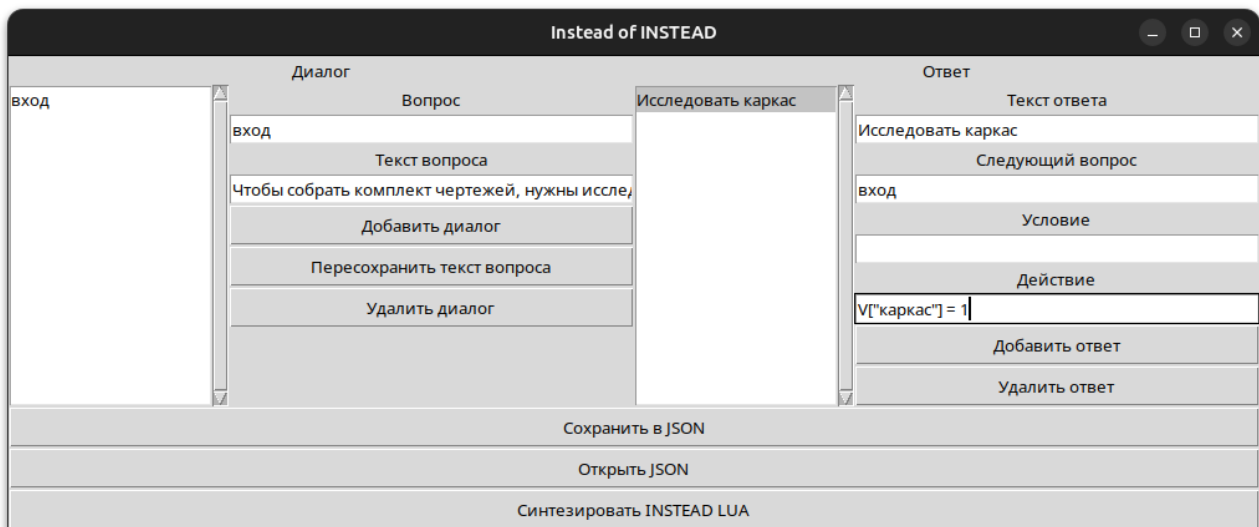 Instead of INSTEAD
Диалог
Ответ
вход
Вопрос
вход
Текст вопроса
Чтобы собрать комплект чертежей, нужны
Добавить диалог
Пересохранить текст вопроса
Удалить диалог
Исследовать каркас
Текст ответа
Исследовать каркас
Следующий вопрос
вход
Условие
Действие
V["каркас"] = 1
Добавить ответ
Удалить ответ
Сохранить в JSON
Открыть JSON
Синтезировать INSTEAD LUA